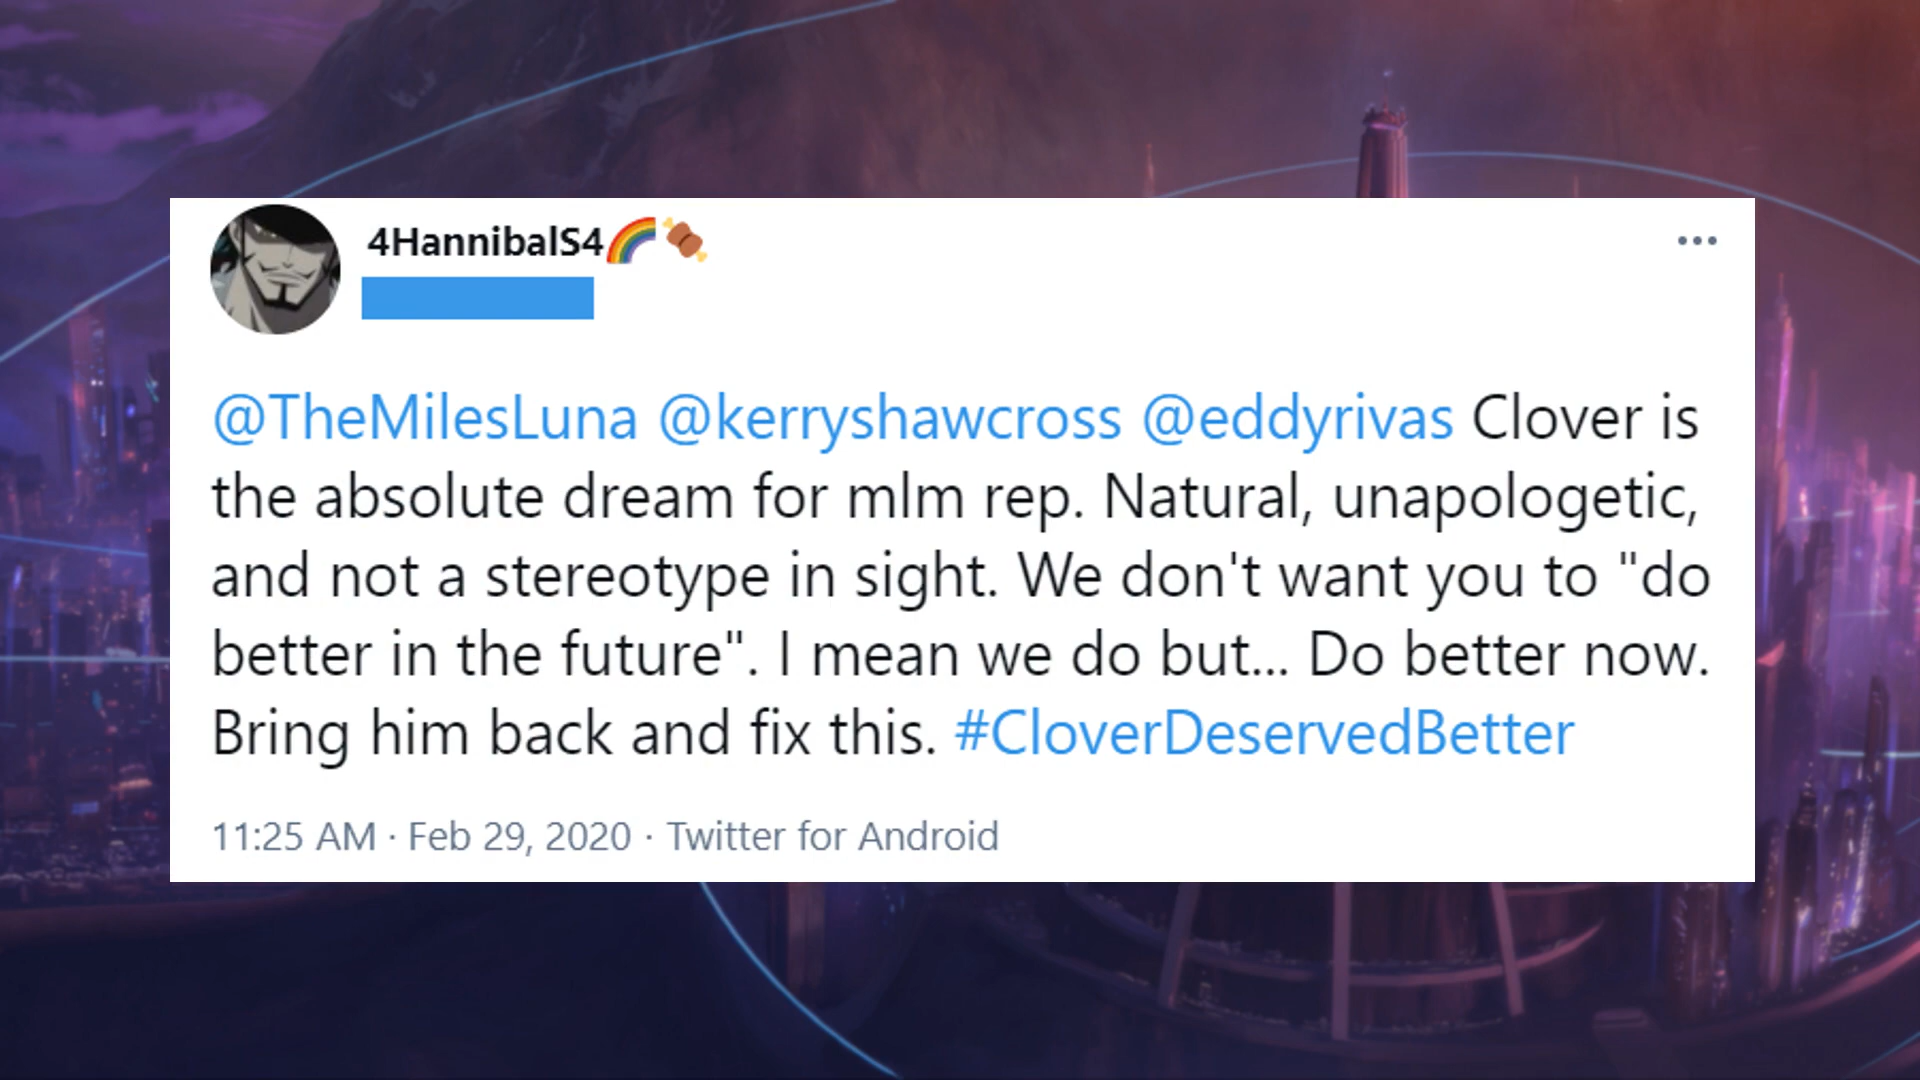 4HannibalS4🌈🍖
@TheMilesLuna @kerryshawcross @eddyrivas Clover is
the absolute dream for mlm rep. Natural, unapologetic,
and not a stereotype in sight. We don't want you to "do
better in the future". I mean we do but... Do better now.
Bring him back and fix this. #CloverDeservedBetter
11:25 AM · Feb 29, 2020 · Twitter for Android